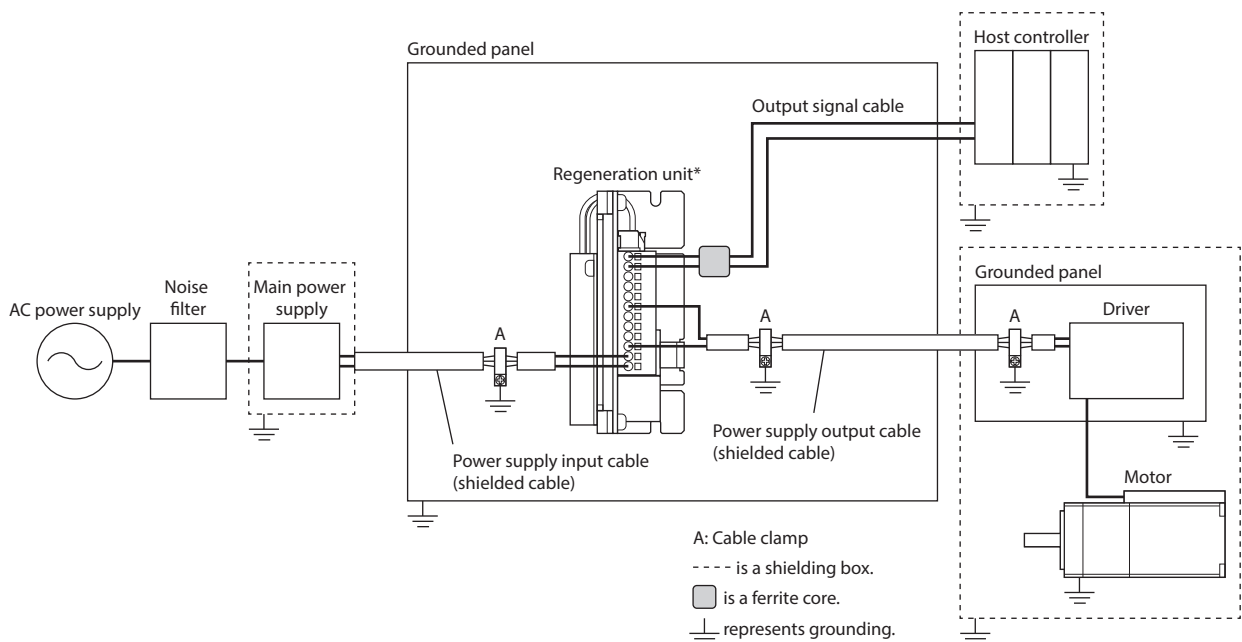 Grounded panel
Host controller
Output signal cable
Regeneration unit*
Grounded panel
AC power supply
Noise
filter
Main power
supply
A
A
A
Driver
Power supply input cable
(shielded cable)
Power supply output cable
(shielded cable)
Motor
A: Cable clamp
---- is a shielding box.
is a ferrite core.
represents grounding.